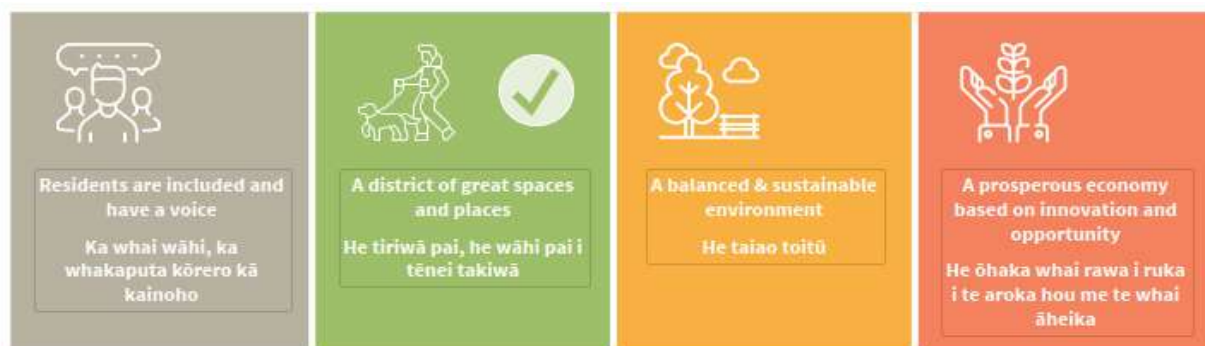 Residents are included and
have a voice
Ka whai wāhi, ka
whakaputa kōrero kā
kainoho
A district of great spaces
and places
He tiriwā pai, he wāhi pai i
tēnei takiwā
A balanced & sustainable
environment
He taiao toitū
A prosperous economy
based on innovation and
opportunity
He ōhaka whai rawa i ruka
i te aroka hou me te whai
āheika